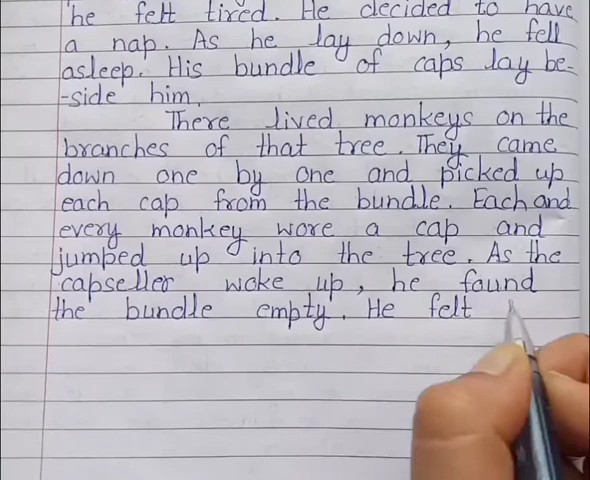 he felt tired. He decided to have
a nap. As he lay down, he fell
asleep. His bundle of caps lay be-
-side him.
There lived monkeys on the
branches of that tree. They came
down one by one and picked up
each cap from the bundle. Each and
every monkey wore a cap and
jumped up into the tree. As the
capseller woke up, he found
the bundle empty. He felt